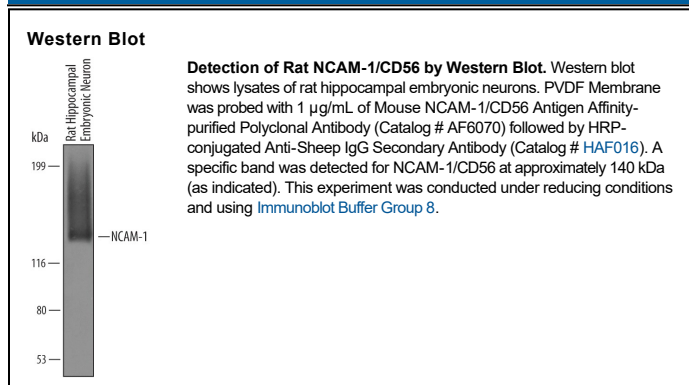 Western Blot
Rat Hippocampal
Embryonic Neuron
kDa
199
NCAM-1
116
80
53
Detection of Rat NCAM-1/CD56 by Western Blot. Western blot
shows lysates of rat hippocampal embryonic neurons. PVDF Membrane
was probed with 1 µg/mL of Mouse NCAM-1/CD56 Antigen Affinity-
purified Polyclonal Antibody (Catalog # AF6070) followed by HRP-
conjugated Anti-Sheep IgG Secondary Antibody (Catalog # HAF016). A
specific band was detected for NCAM-1/CD56 at approximately 140 kDa
(as indicated). This experiment was conducted under reducing conditions
and using Immunoblot Buffer Group 8.